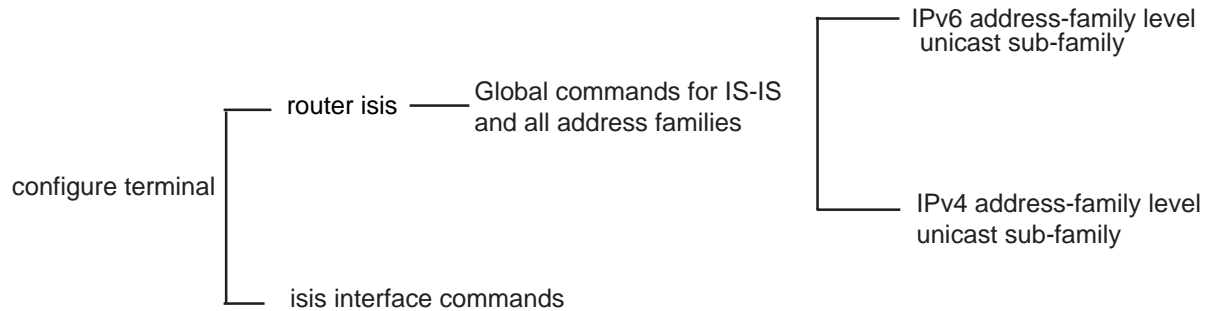 IPv6 address-family level
unicast sub-family
router isis
Global commands for IS-IS
and all address families
configure terminal
IPv4 address-family level
unicast sub-family
isis interface commands